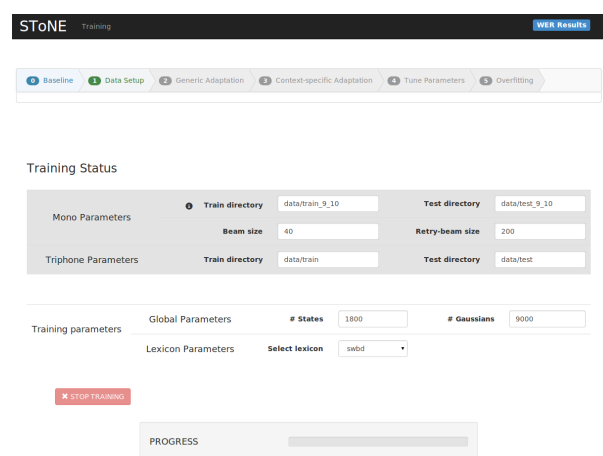 SToNE Training WER Results
0 Baseline 1 Data Setup 2 Generic Adaptation 3 Context-specific Adaptation 4 Tune Parameters 5 Overfitting
Training Status
Mono Parameters
Train directory data/train_9_10 Test directory data/test_9_10
Beam size 40 Retry-beam size 200
Triphone Parameters Train directory data/train Test directory data/test
Training parameters
Global Parameters # States 1800 # Gaussians 9000
Lexicon Parameters Select lexicon swbd
✖ STOP TRAINING
PROGRESS